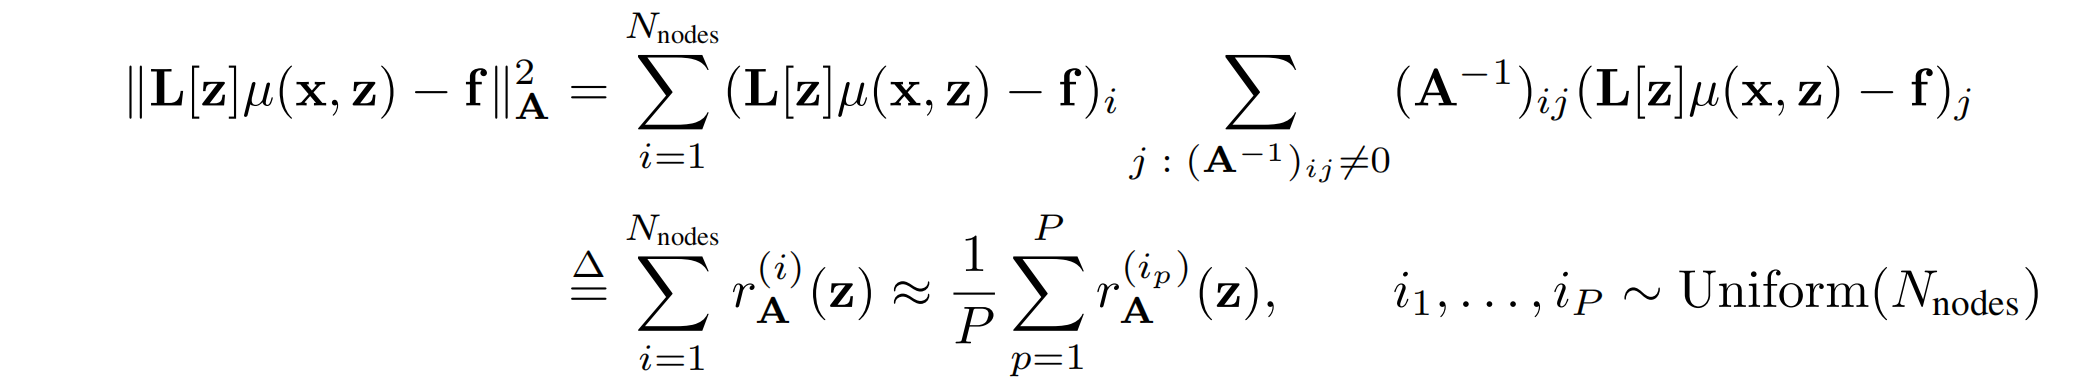 ‖𝐋[𝐳]μ(𝐱, 𝐳) − 𝐟‖²_𝐀 = ∑_{i=1}^{N_nodes} (𝐋[𝐳]μ(𝐱, 𝐳) − 𝐟)_i ∑_{j : (𝐀^{−1})_{ij}≠0} (𝐀^{−1})_{ij}(𝐋[𝐳]μ(𝐱, 𝐳) − 𝐟)_j
≜ ∑_{i=1}^{N_nodes} r_𝐀^{(i)}(𝐳) ≈ \frac{1}{P} ∑_{p=1}^{P} r_𝐀^{(i_p)}(𝐳), i_1, . . . , i_P ∼ Uniform(N_nodes)